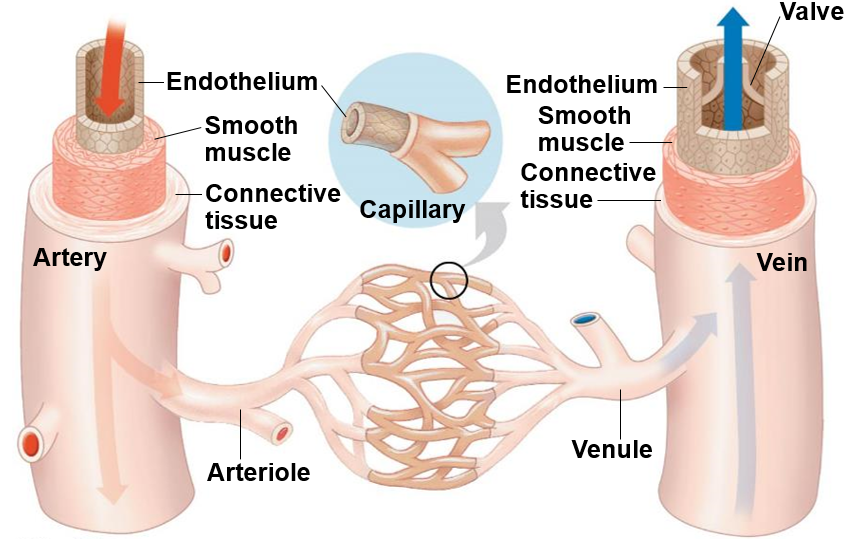 Valve
Endothelium
Endothelium
Smooth
muscle
Smooth
muscle
Connective
tissue
Connective
tissue
Capillary
Artery
Vein
Venule
Arteriole